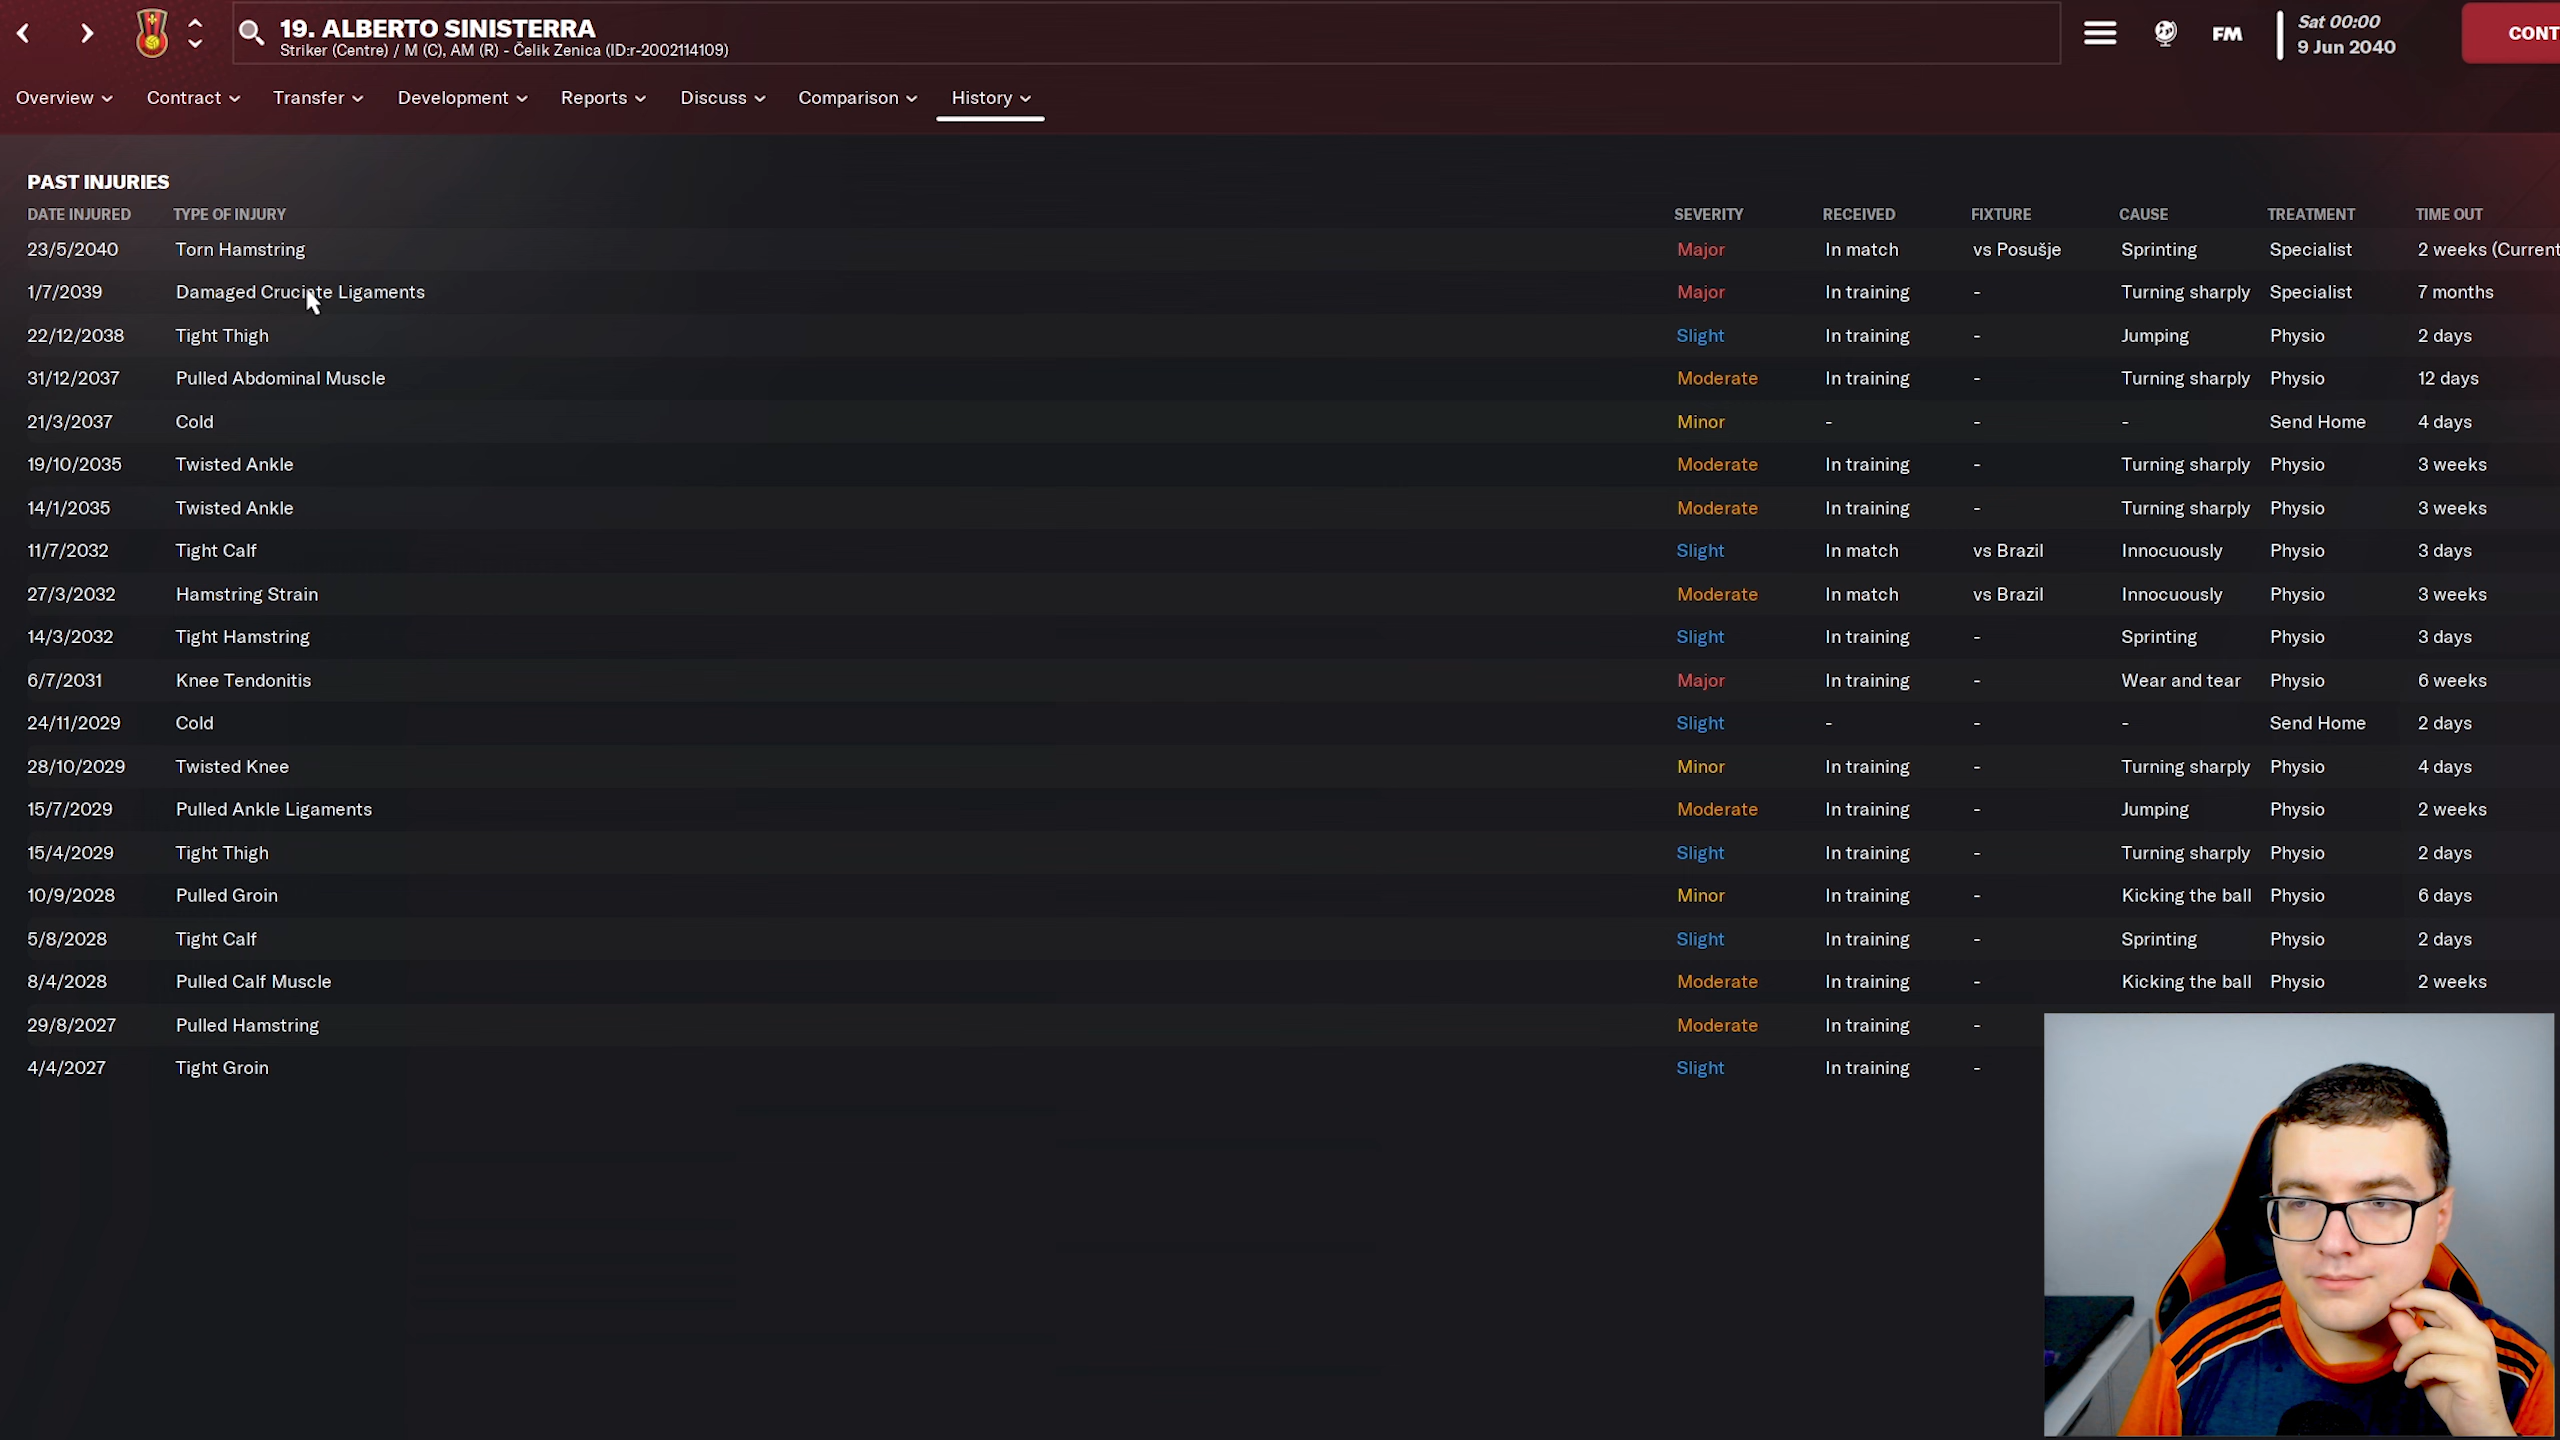 19. ALBERTO SINISTERRA
Striker (Centre) / M (C), AM (R) - Čelik Zenica (ID:r-2002114109)
FM
Sat 00:00
9 Jun 2040
CONT
Overview Contract Transfer Development Reports Discuss Comparison History
PAST INJURIES
DATE INJURED TYPE OF INJURY SEVERITY RECEIVED FIXTURE CAUSE TREATMENT TIME OUT
23/5/2040 Torn Hamstring Major In match vs Posušje Sprinting Specialist 2 weeks (Current
1/7/2039 Damaged Cruciate Ligaments Major In training - Turning sharply Specialist 7 months
22/12/2038 Tight Thigh Slight In training - Jumping Physio 2 days
31/12/2037 Pulled Abdominal Muscle Moderate In training - Turning sharply Physio 12 days
21/3/2037 Cold Minor - - - Send Home 4 days
19/10/2035 Twisted Ankle Moderate In training - Turning sharply Physio 3 weeks
14/1/2035 Twisted Ankle Moderate In training - Turning sharply Physio 3 weeks
11/7/2032 Tight Calf Slight In match vs Brazil Innocuously Physio 3 days
27/3/2032 Hamstring Strain Moderate In match vs Brazil Innocuously Physio 3 weeks
14/3/2032 Tight Hamstring Slight In training - Sprinting Physio 3 days
6/7/2031 Knee Tendonitis Major In training - Wear and tear Physio 6 weeks
24/11/2029 Cold Slight - - - Send Home 2 days
28/10/2029 Twisted Knee Minor In training - Turning sharply Physio 4 days
15/7/2029 Pulled Ankle Ligaments Moderate In training - Jumping Physio 2 weeks
15/4/2029 Tight Thigh Slight In training - Turning sharply Physio 2 days
10/9/2028 Pulled Groin Minor In training - Kicking the ball Physio 6 days
5/8/2028 Tight Calf Slight In training - Sprinting Physio 2 days
8/4/2028 Pulled Calf Muscle Moderate In training - Kicking the ball Physio 2 weeks
29/8/2027 Pulled Hamstring Moderate In training -
4/4/2027 Tight Groin Slight In training -